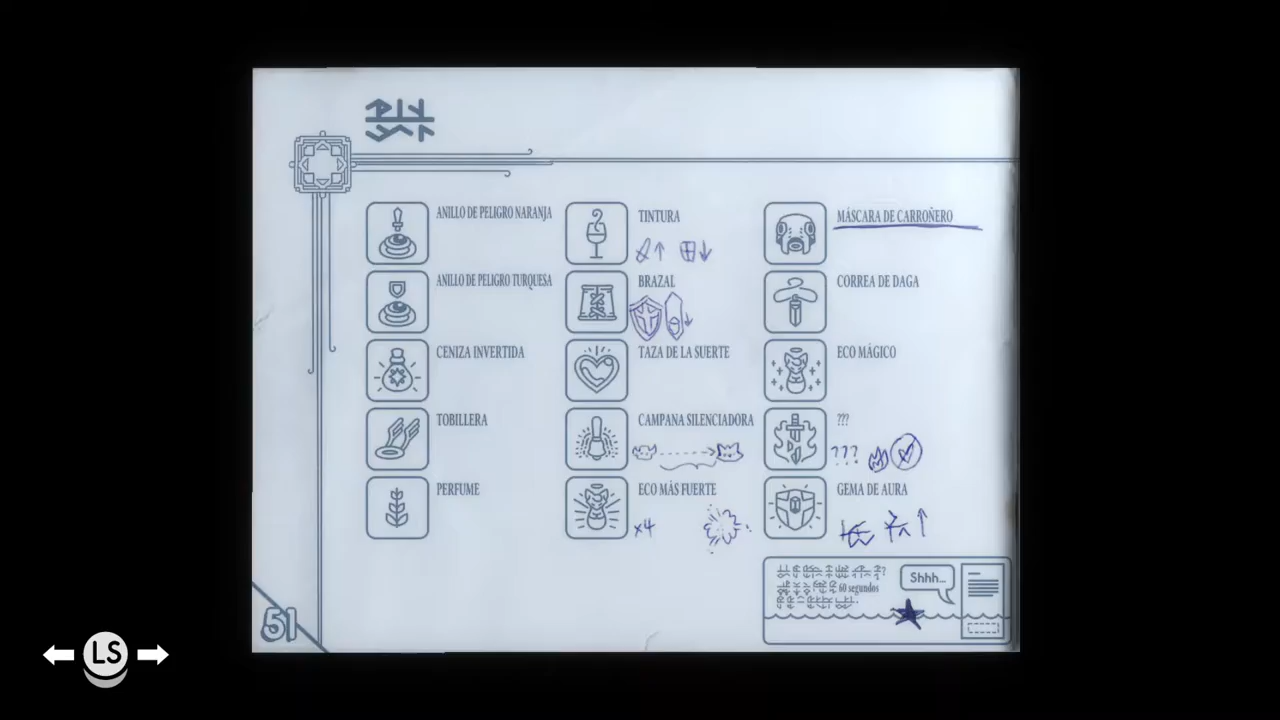 ANILLO DE PELIGRO NARANJA
ANILLO DE PELIGRO TURQUESA
CENIZA INVERTIDA
TOBILLERA
PERFUME
TINTURA
BRAZAL
TAZA DE LA SUERTE
CAMPANA SILENCIADORA
ECO MÁS FUERTE
x4
MÁSCARA DE CARROÑERO
CORREA DE DAGA
ECO MÁGICO
???
???
GEMA DE AURA
60 segundos
Shhh...
51
LS